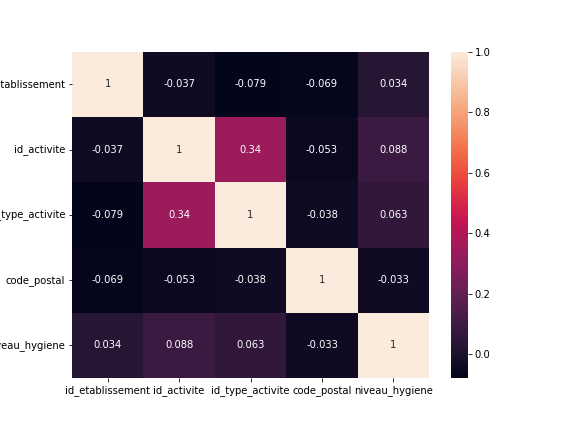 tablissement 1 -0.037 -0.079 -0.069 0.034
id_activite -0.037 1 0.34 -0.053 0.088
_type_activite -0.079 0.34 1 -0.038 0.063
code_postal -0.069 -0.053 -0.038 1 -0.033
veau_hygiene 0.034 0.088 0.063 -0.033 1
id_etablissement id_activite id_type_activite code_postal niveau_hygiene
1.0
0.8
0.6
0.4
0.2
0.0